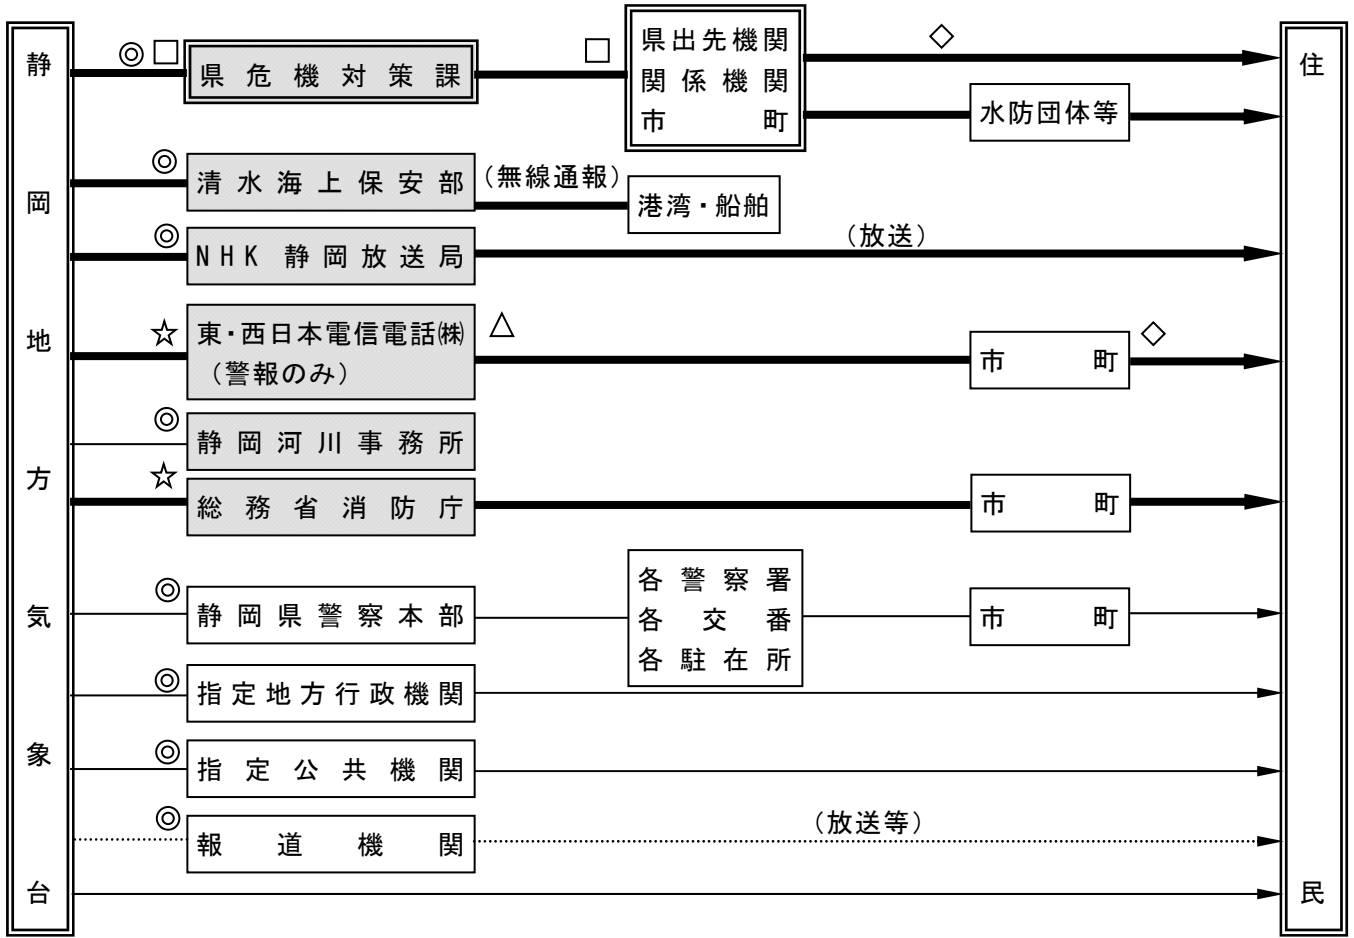 静岡地方気象台
◎ □
県危機対策課
□
県出先機関
関係機関
市町
◇
水防団体等
住民
◎
清水海上保安部
(無線通報)
港湾・船舶
◎
NHK 静岡放送局
(放送)
☆
東・西日本電信電話㈱
(警報のみ)
△
市町
◇
◎
静岡河川事務所
☆
総務省消防庁
市町
◎
静岡県警察本部
各警察署
各交番
各駐在所
市町
◎
指定地方行政機関
◎
指定公共機関
◎
報道機関
(放送等)